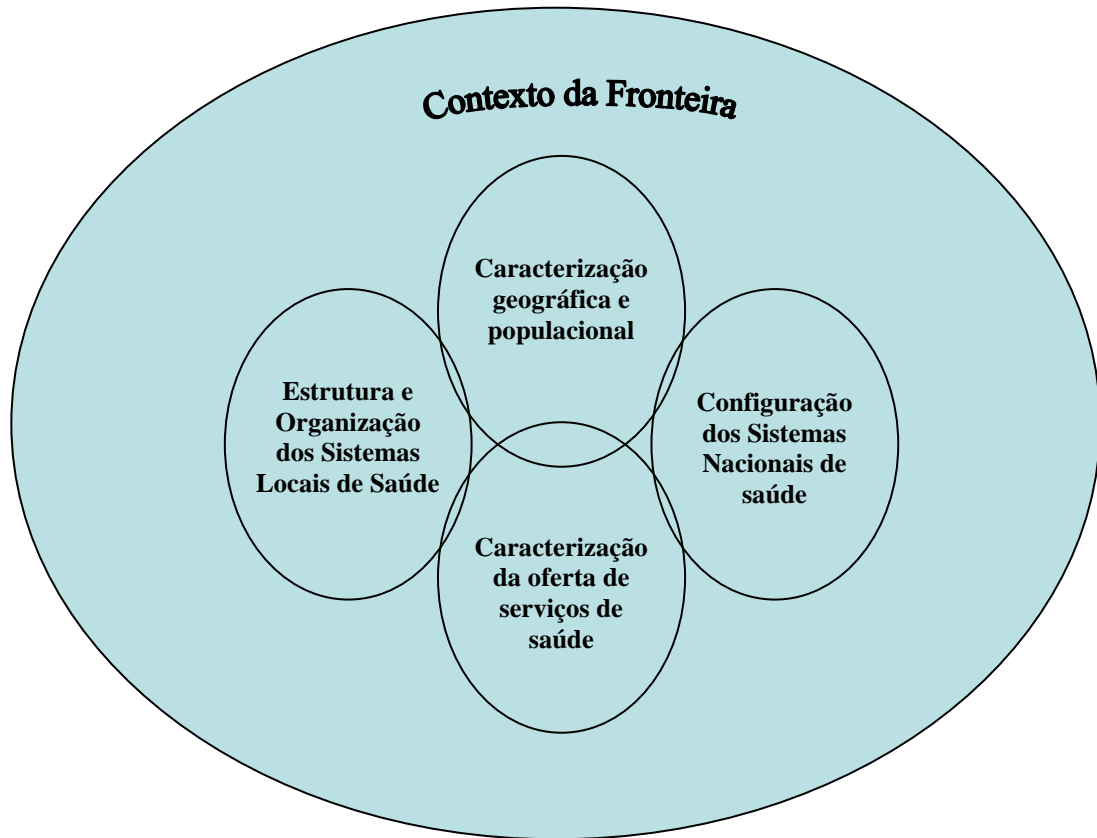 Contexto da Fronteira
Caracterização
geográfica e
populacional
Estrutura e
Organização
dos Sistemas
Locais de Saúde
Configuração
dos Sistemas
Nacionais de
saúde
Caracterização
da oferta de
serviços de
saúde